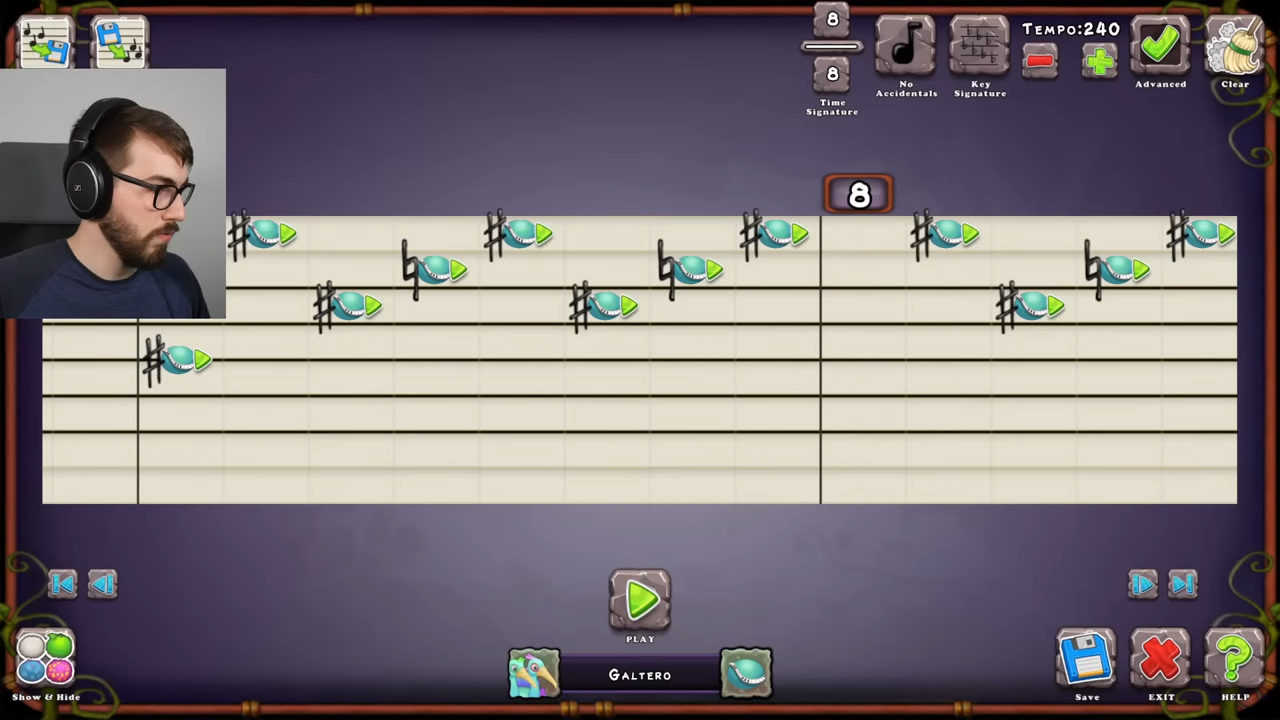 8
8
Time
Signature
No
Accidentals
Key
Signature
Tempo:240
Advanced
Clear
8
PLAY
Galtero
Show & Hide
Save
EXIT
HELP